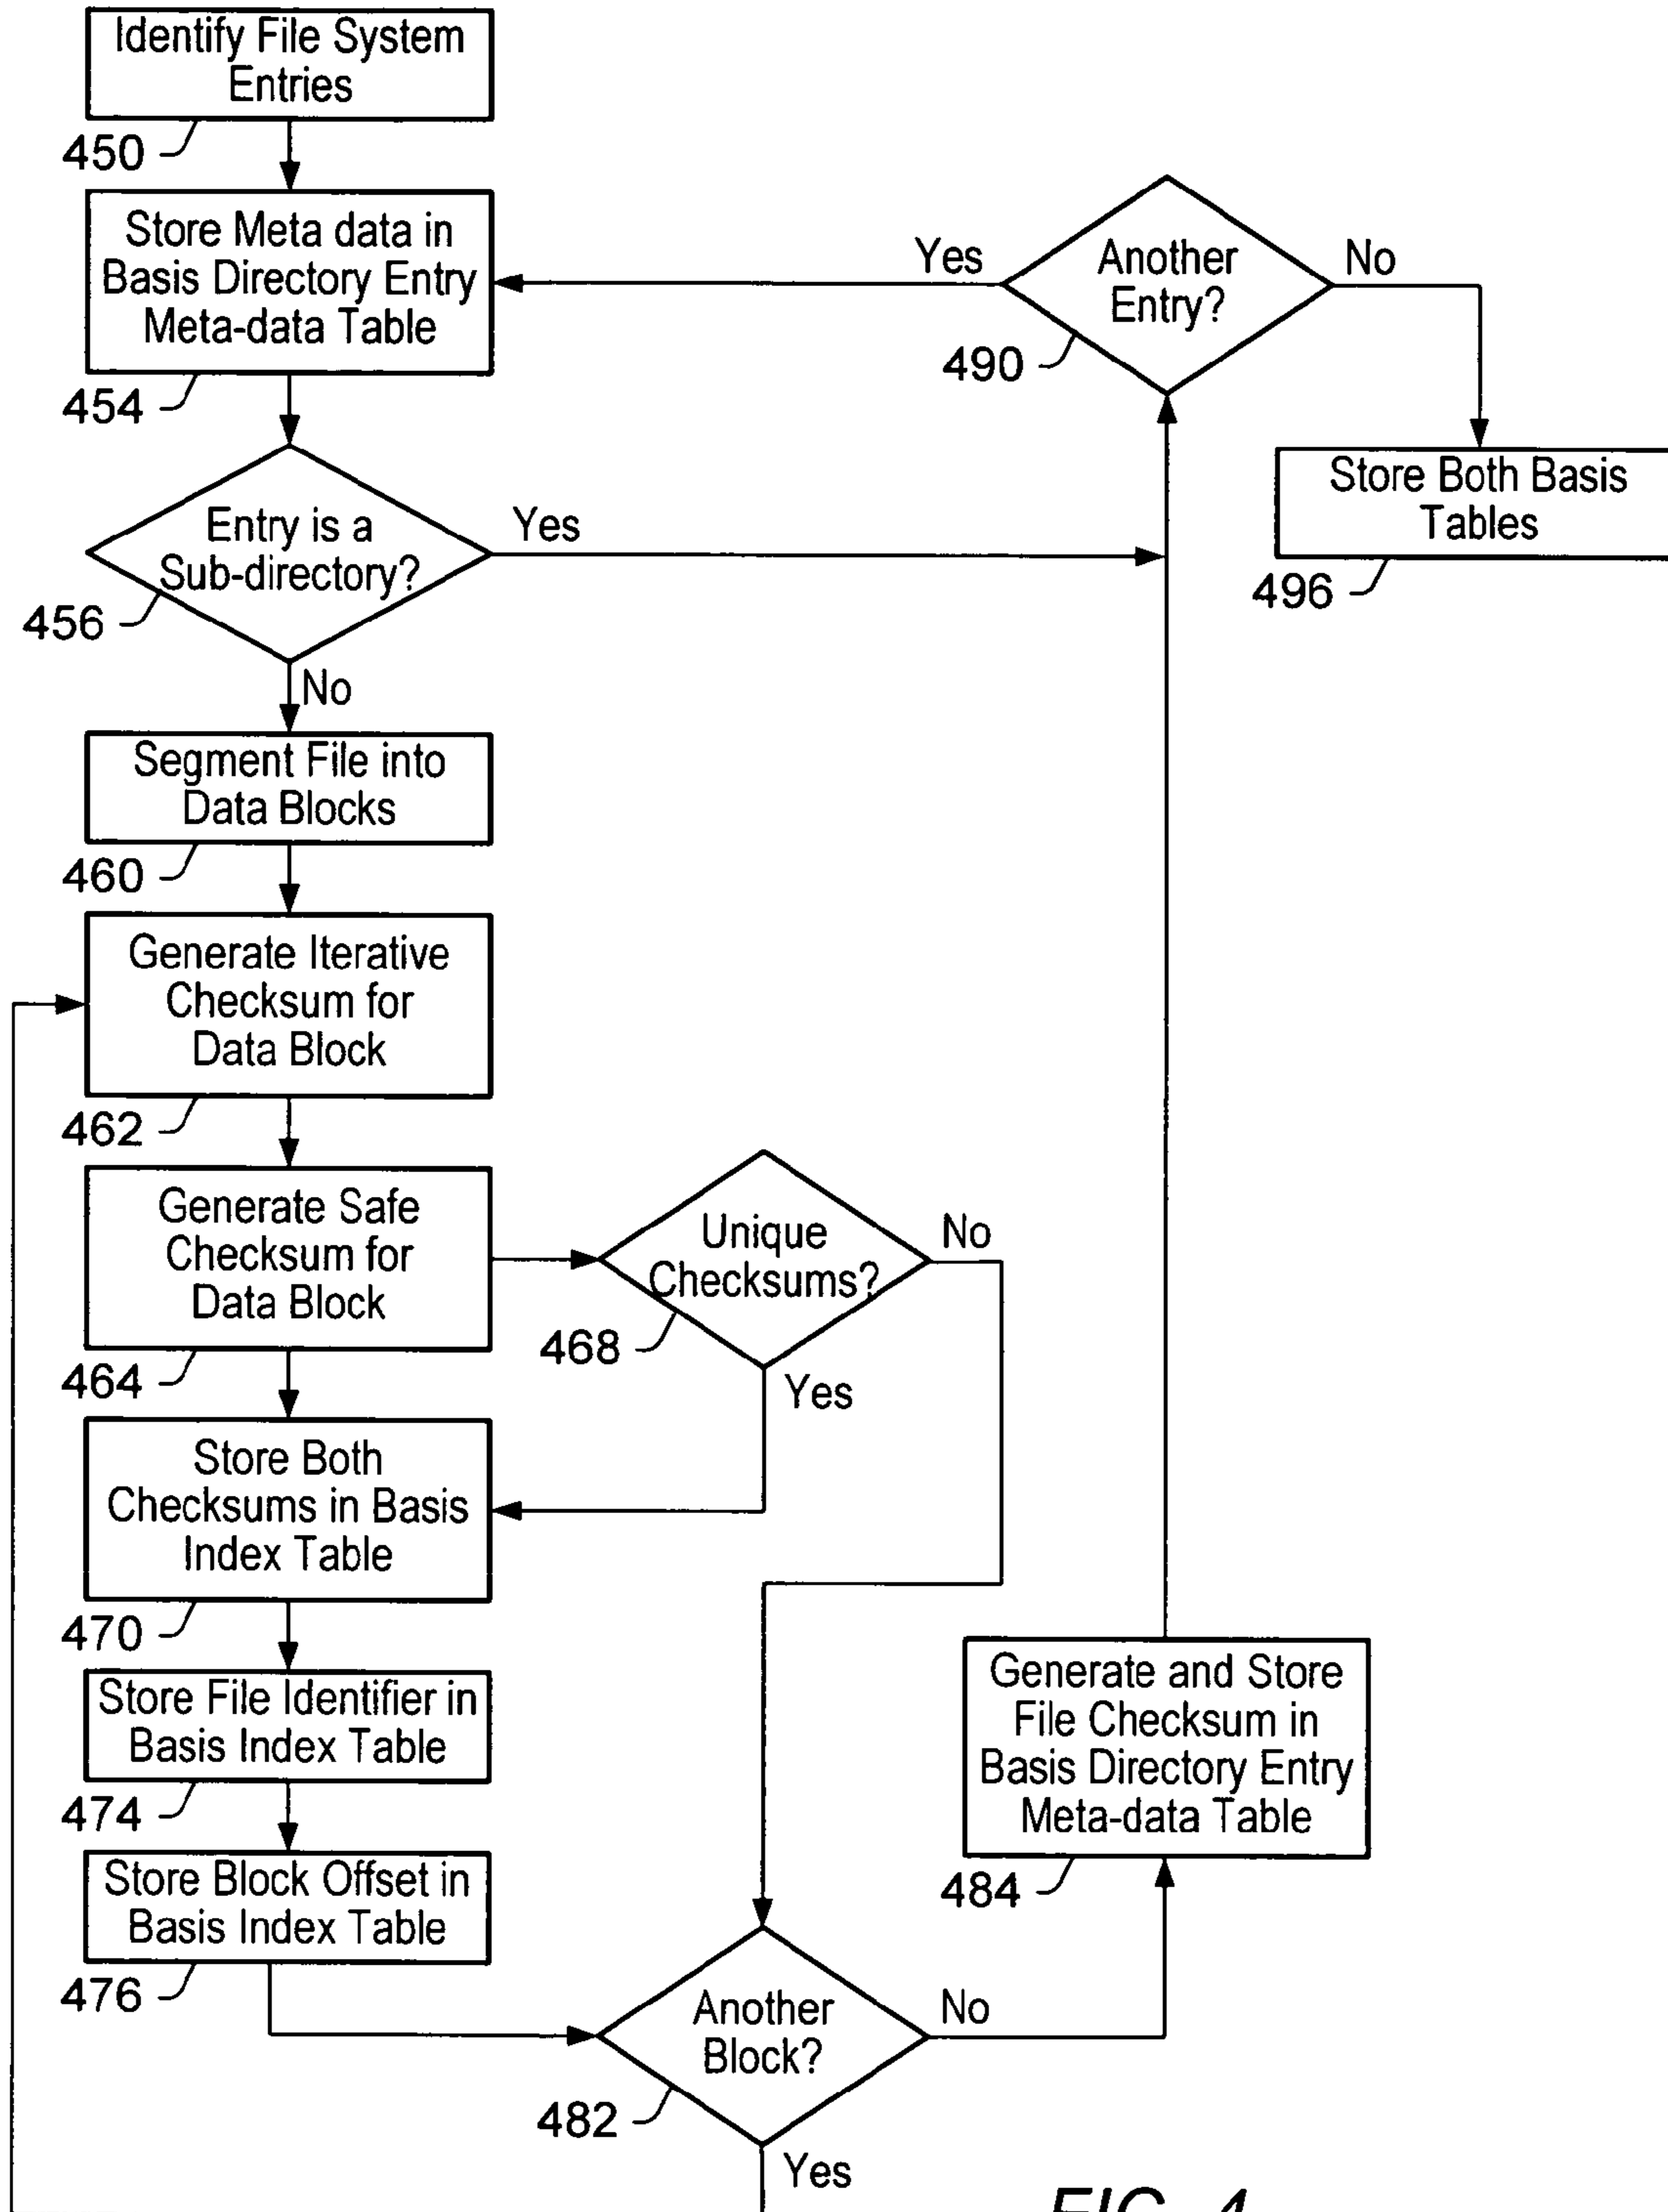 Identify File System
Entries
450
Store Meta data in
Basis Directory Entry
Meta-data Table
454
Yes
Another
Entry?
No
490
Store Both Basis
Tables
496
Entry is a
Sub-directory?
Yes
456
No
Segment File into
Data Blocks
460
Generate Iterative
Checksum for
Data Block
462
Generate Safe
Checksum for
Data Block
464
Unique
Checksums?
No
468
Yes
Store Both
Checksums in Basis
Index Table
470
Store File Identifier in
Basis Index Table
474
Store Block Offset in
Basis Index Table
476
Generate and Store
File Checksum in
Basis Directory Entry
Meta-data Table
484
Another
Block?
No
482
Yes
FIG. 4